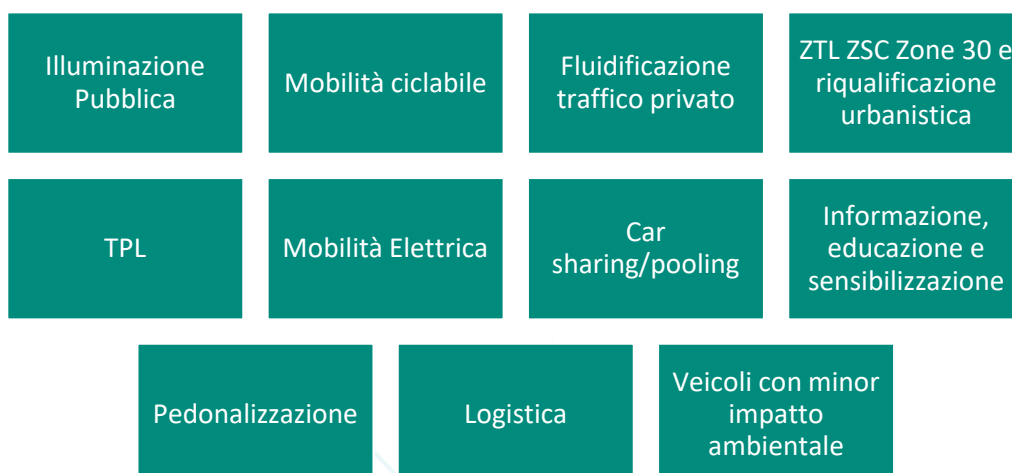 Illuminazione
Pubblica
Mobilità ciclabile
Fluidificazione
traffico privato
ZTL ZSC Zone 30 e
riqualificazione
urbanistica
TPL
Mobilità Elettrica
Car
sharing/pooling
Informazione,
educazione e
sensibilizzazione
Pedonalizzazione
Logistica
Veicoli con minor
impatto
ambientale